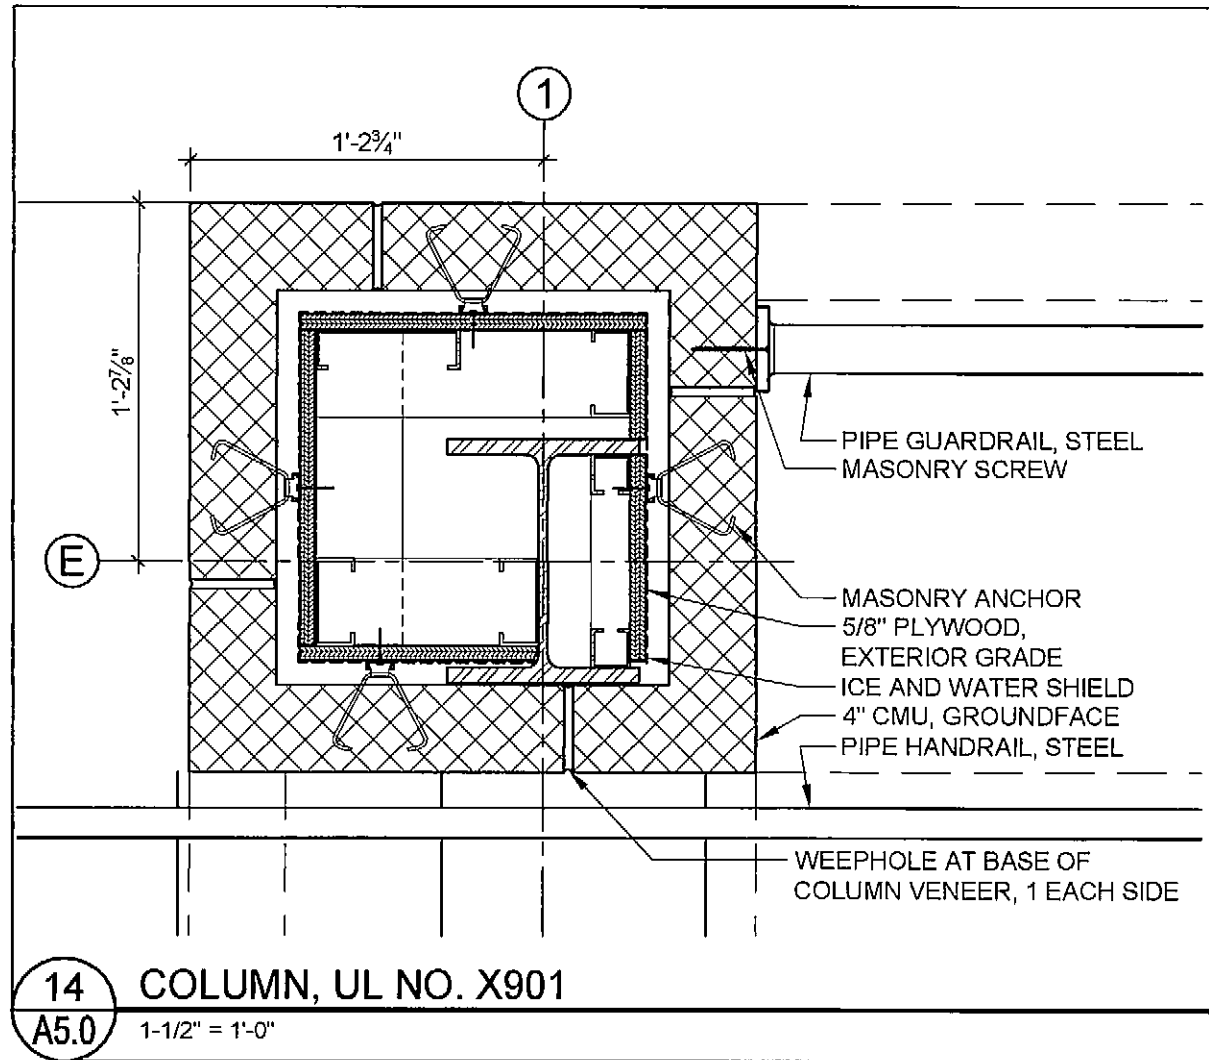 1
1'-2¾"
1'-2⅞"
E
PIPE GUARDRAIL, STEEL
MASONRY SCREW
MASONRY ANCHOR
5/8" PLYWOOD,
EXTERIOR GRADE
ICE AND WATER SHIELD
4" CMU, GROUNDFACE
PIPE HANDRAIL, STEEL
WEEPHOLE AT BASE OF
COLUMN VENEER, 1 EACH SIDE
14
COLUMN, UL NO. X901
A5.0
1-1/2" = 1'-0"